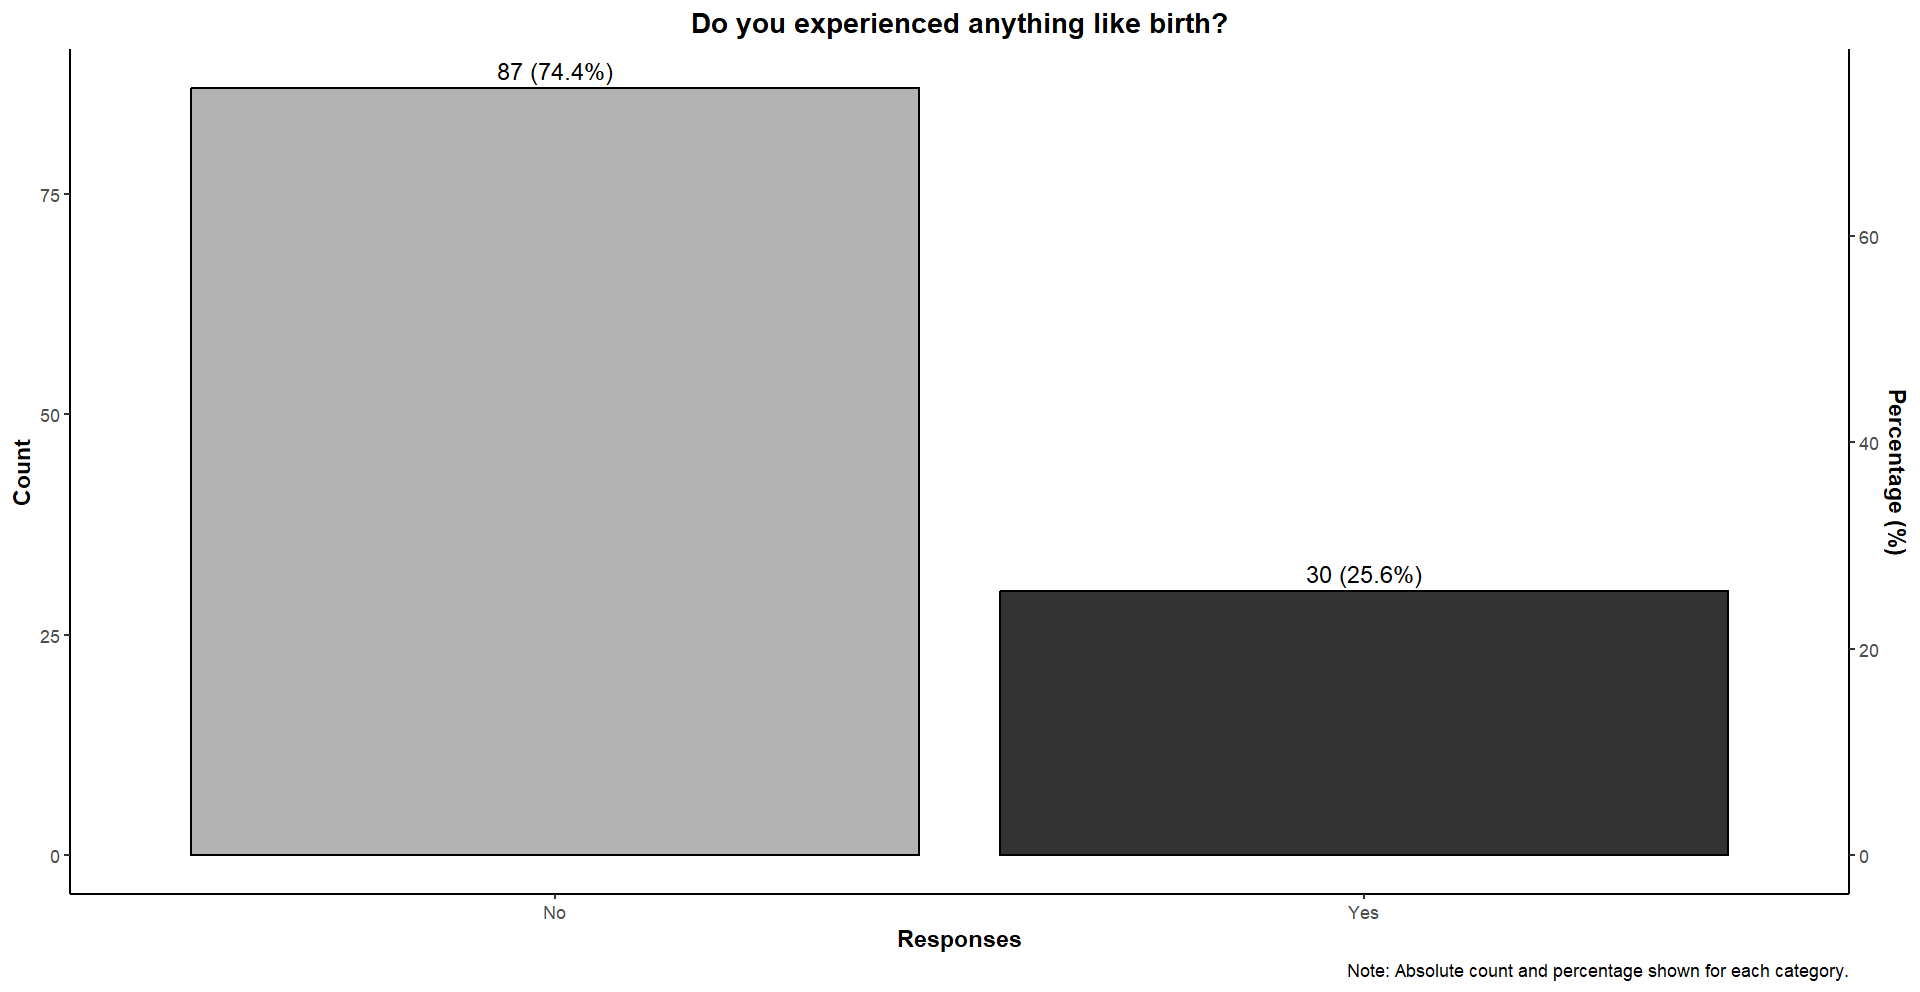 Do you experienced anything like birth?
87 (74.4%)
30 (25.6%)
75
50
25
0
Count
60
40
20
0
Percentage (%)
No
Yes
Responses
Note: Absolute count and percentage shown for each category.